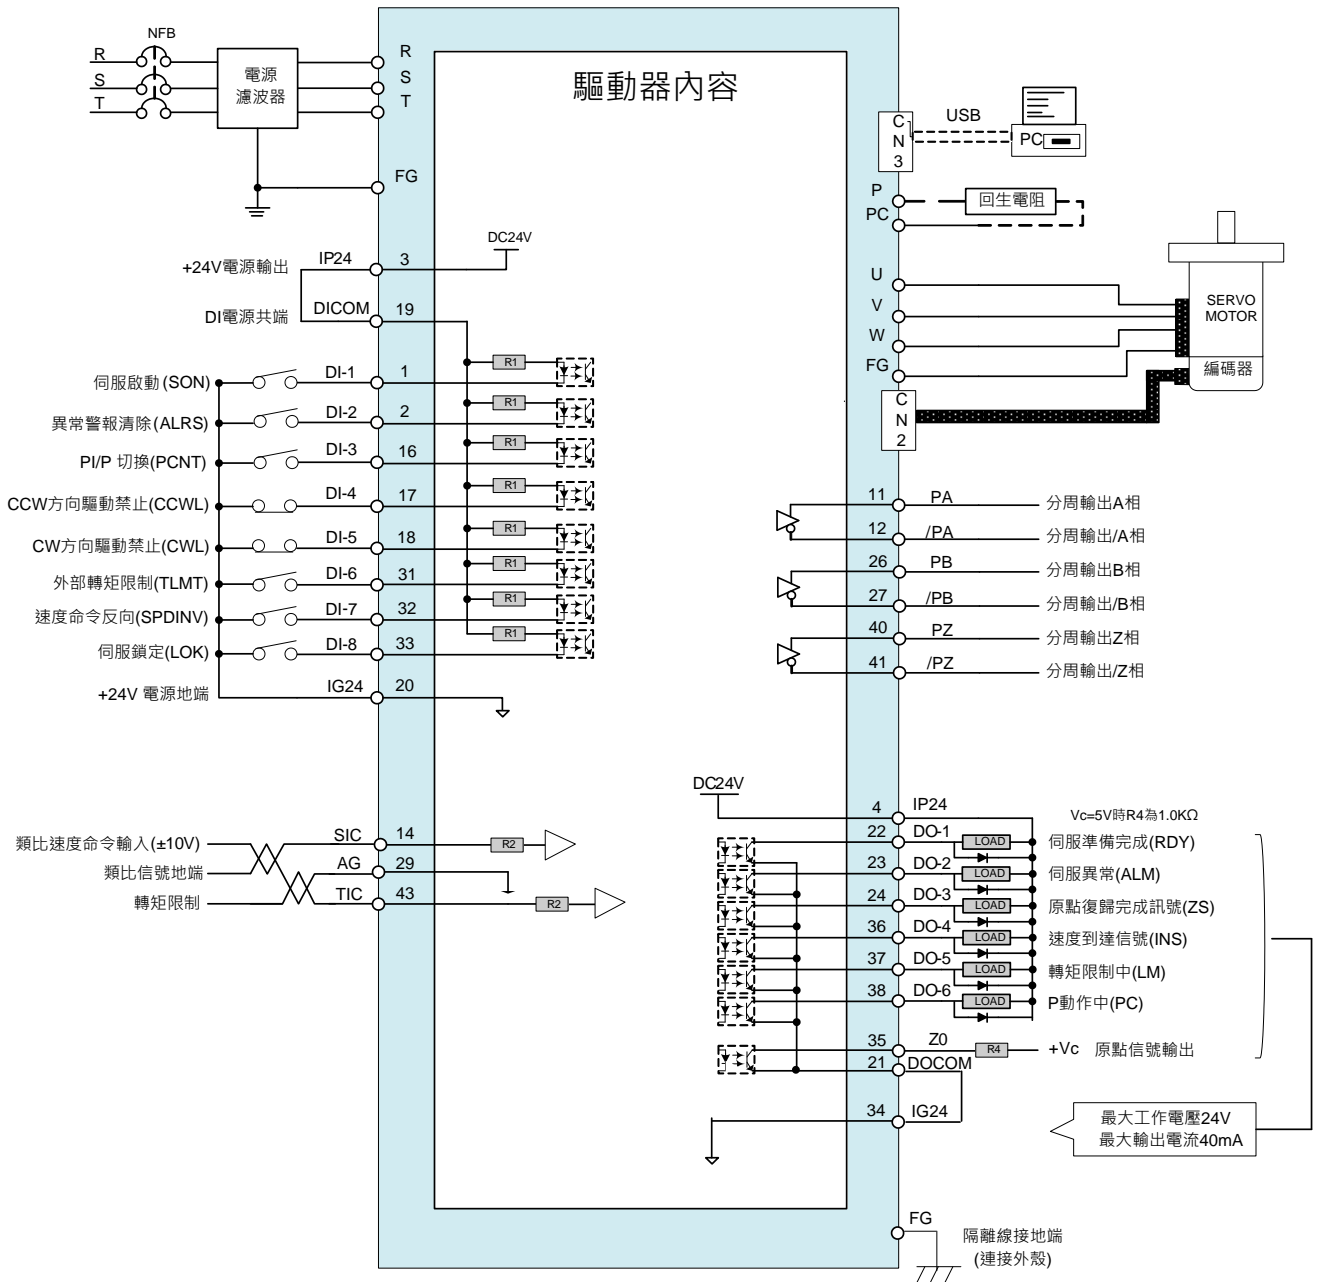 NFB
R
S
T
電源
濾波器
R
S
T
FG
驅動器內容
C
N
3
USB
PC
P
PC
回生電阻
U
V
W
FG
C
N
2
SERVO
MOTOR
編碼器
DC24V
+24V電源輸出
IP24
3
DI電源共端
DICOM
19
R1
伺服啟動(SON)
DI-1
1
R1
異常警報清除(ALRS)
DI-2
2
R1
PI/P 切換(PCNT)
DI-3
16
R1
CCW方向驅動禁止(CCWL)
DI-4
17
R1
CW方向驅動禁止(CWL)
DI-5
18
R1
外部轉矩限制(TLMT)
DI-6
31
R1
速度命令反向(SPDINV)
DI-7
32
R1
伺服鎖定(LOK)
DI-8
33
+24V 電源地端
IG24
20
11
PA
分周輸出A相
12
/PA
分周輸出/A相
26
PB
分周輸出B相
27
/PB
分周輸出/B相
40
PZ
分周輸出Z相
41
/PZ
分周輸出/Z相
類比速度命令輸入(±10V)
SIC
14
R2
類比信號地端
AG
29
轉矩限制
TIC
43
R2
DC24V
4
IP24
Vc=5V時R4為1.0KΩ
22
DO-1
LOAD
伺服準備完成(RDY)
23
DO-2
LOAD
伺服異常(ALM)
24
DO-3
LOAD
原點復歸完成訊號(ZS)
36
DO-4
LOAD
速度到達信號(INS)
37
DO-5
LOAD
轉矩限制中(LM)
38
DO-6
LOAD
P動作中(PC)
35
Z0
R4
+Vc 原點信號輸出
21
DOCOM
34
IG24
最大工作電壓24V
最大輸出電流40mA
FG
隔離線接地端
(連接外殼)